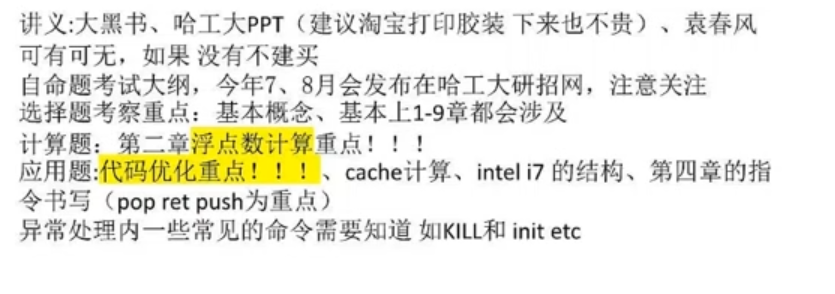 讲义:大黑书、哈工大PPT（建议淘宝打印胶装 下来也不贵）、袁春风
可有可无，如果 没有不建买
自命题考试大纲，今年7、8月会发布在哈工大研招网，注意关注
选择题考察重点：基本概念、基本上1-9章都会涉及
计算题：第二章浮点数计算重点！！！
应用题:代码优化重点！！！、cache计算、intel i7 的结构、第四章的指
令书写（pop ret push为重点）
异常处理内一些常见的命令需要知道 如KILL和 init etc